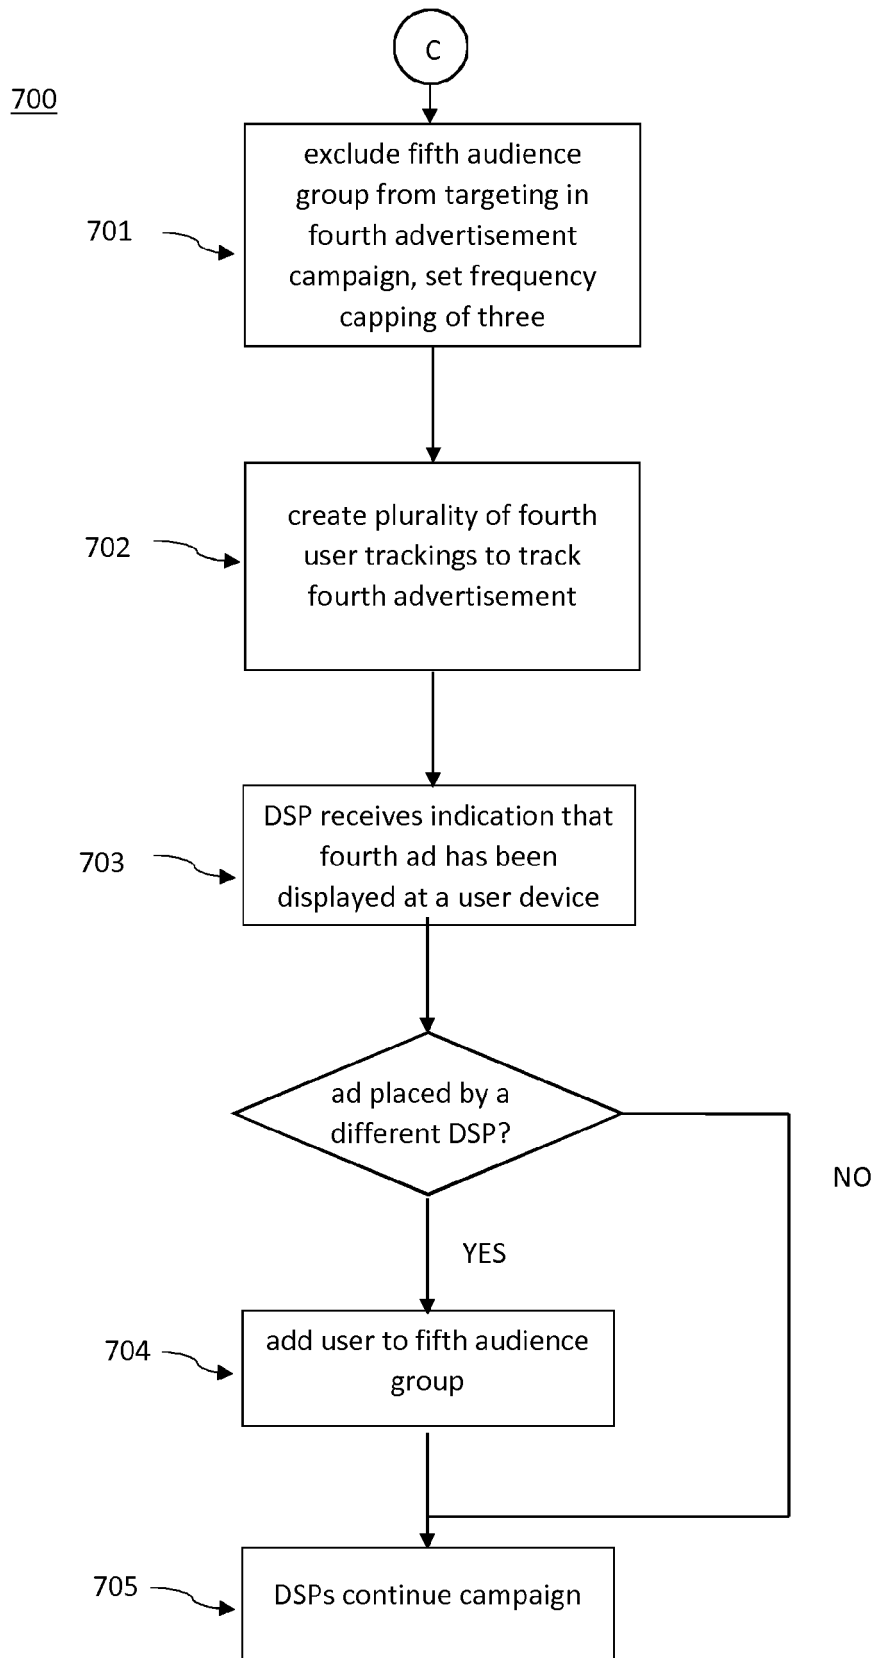 C
700
exclude fifth audience
group from targeting in
701
fourth advertisement
campaign, set frequency
capping of three
create plurality of fourth
702
user trackings to track
fourth advertisement
DSP receives indication that
703
fourth ad has been
displayed at a user device
ad placed by a
different DSP?
NO
YES
704
add user to fifth audience
group
705
DSPs continue campaign